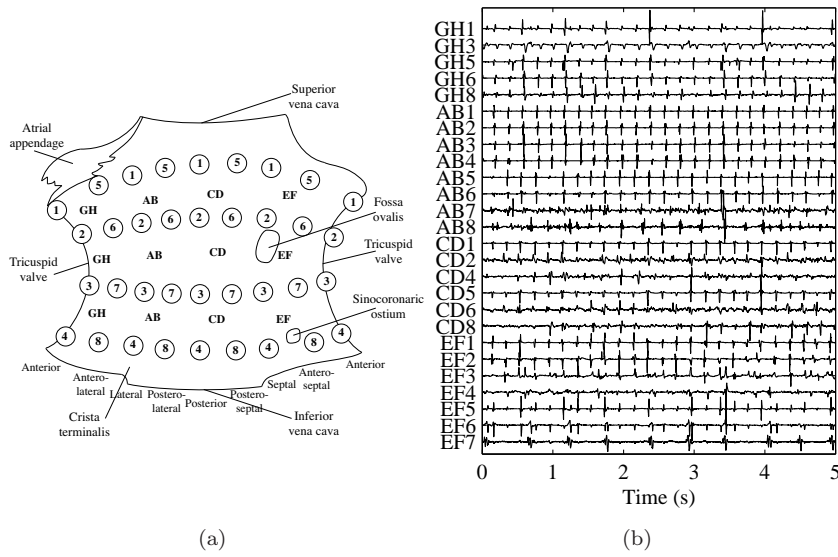 Superior
vena cava
Atrial
appendage
1
5 5
1 1
5 5
1 GH AB CD EF 1
Fossa
ovalis
2 6 2 6 2 6 2 6 2
Tricuspid
valve
GH AB CD EF
Tricuspid
valve
3 7 3 7 3 7 3 7 3
GH AB CD EF
Sinocoronaric
ostium
4 8 4 8 4 8 4 8 4
Anterior
Antero-
lateral
Lateral
Postero-
lateral
Posterior
Postero-
septal
Septal
Antero-
septal
Anterior
Crista
terminalis
Inferior
vena cava
(a)
GH1
GH3
GH5
GH6
GH8
AB1
AB2
AB3
AB4
AB5
AB6
AB7
AB8
CD1
CD2
CD4
CD5
CD6
CD8
EF1
EF2
EF3
EF4
EF5
EF6
EF7
0 1 2 3 4 5
Time (s)
(b)